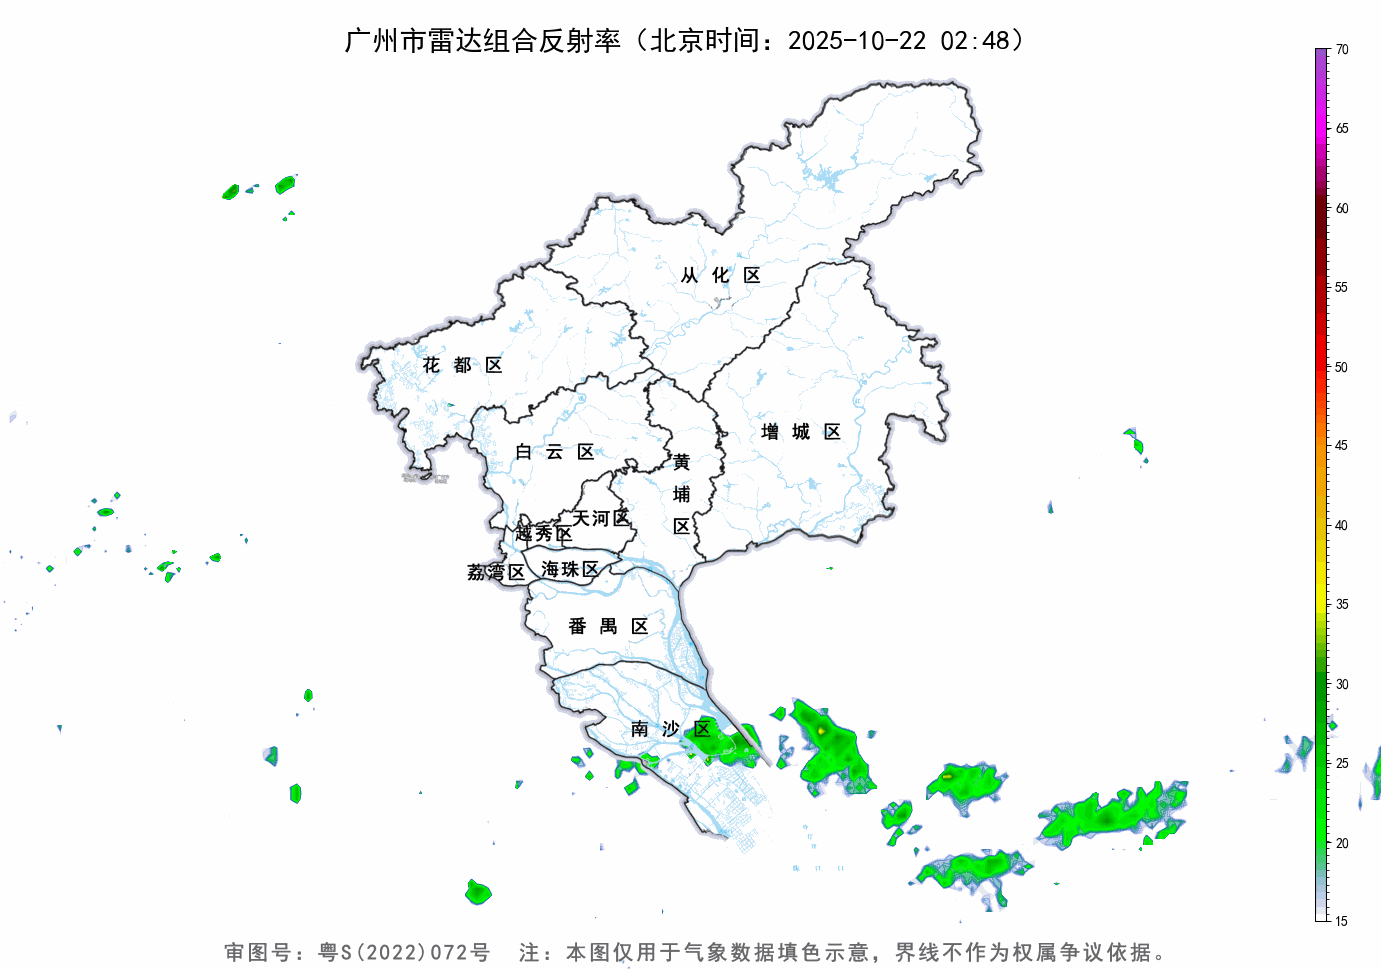 广州市雷达组合反射率（北京时间：2025-10-22 02:48）
70
65
60
55
50
45
40
35
30
25
20
15
从化区
花都区
增城区
白云区
黄埔区
天河区
越秀区
荔湾区
海珠区
番禺区
南沙区
审图号：粤S(2022)072号 注：本图仅用于气象数据填色示意，界线不作为权属争议依据。